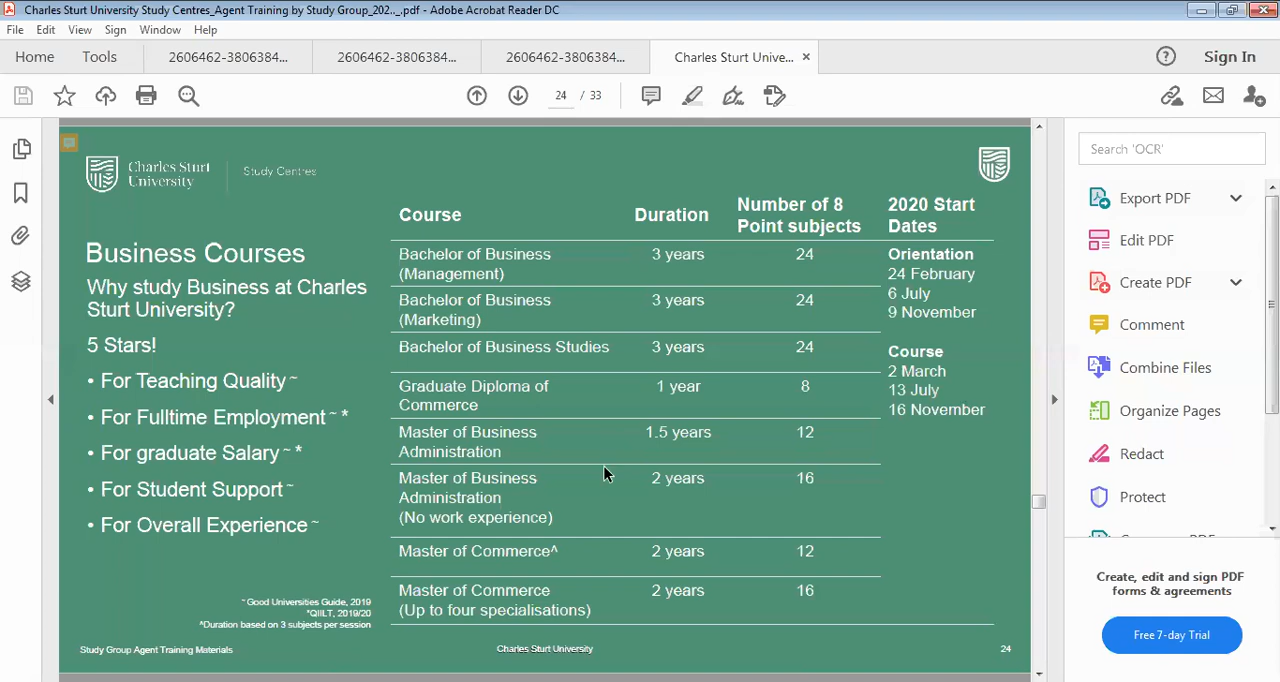 Charles Sturt University Study Centres_Agent Training by Study Group_202..._.pdf - Adobe Acrobat Reader DC
File Edit View Sign Window Help
Home Tools 2606462-3806384... 2606462-3806384... 2606462-3806384... Charles Sturt Unive... × Sign In
24 / 33
Charles Sturt
University
Study Centres
Business Courses
Why study Business at Charles
Sturt University?
5 Stars!
• For Teaching Quality ~
• For Fulltime Employment ~ *
• For graduate Salary ~ *
• For Student Support ~
• For Overall Experience ~
~ Good Universities Guide, 2019
*QIILT, 2019/20
^Duration based on 3 subjects per session
Course Duration Number of 8 Point subjects
Bachelor of Business (Management) 3 years 24
Bachelor of Business (Marketing) 3 years 24
Bachelor of Business Studies 3 years 24
Graduate Diploma of Commerce 1 year 8
Master of Business Administration 1.5 years 12
Master of Business Administration (No work experience) 2 years 16
Master of Commerce^ 2 years 12
Master of Commerce (Up to four specialisations) 2 years 16
2020 Start
Dates
Orientation
24 February
6 July
9 November
Course
2 March
13 July
16 November
Study Group Agent Training Materials
Charles Sturt University
24
Search 'OCR'
Export PDF
Edit PDF
Create PDF
Comment
Combine Files
Organize Pages
Redact
Protect
Create, edit and sign PDF
forms & agreements
Free 7-day Trial